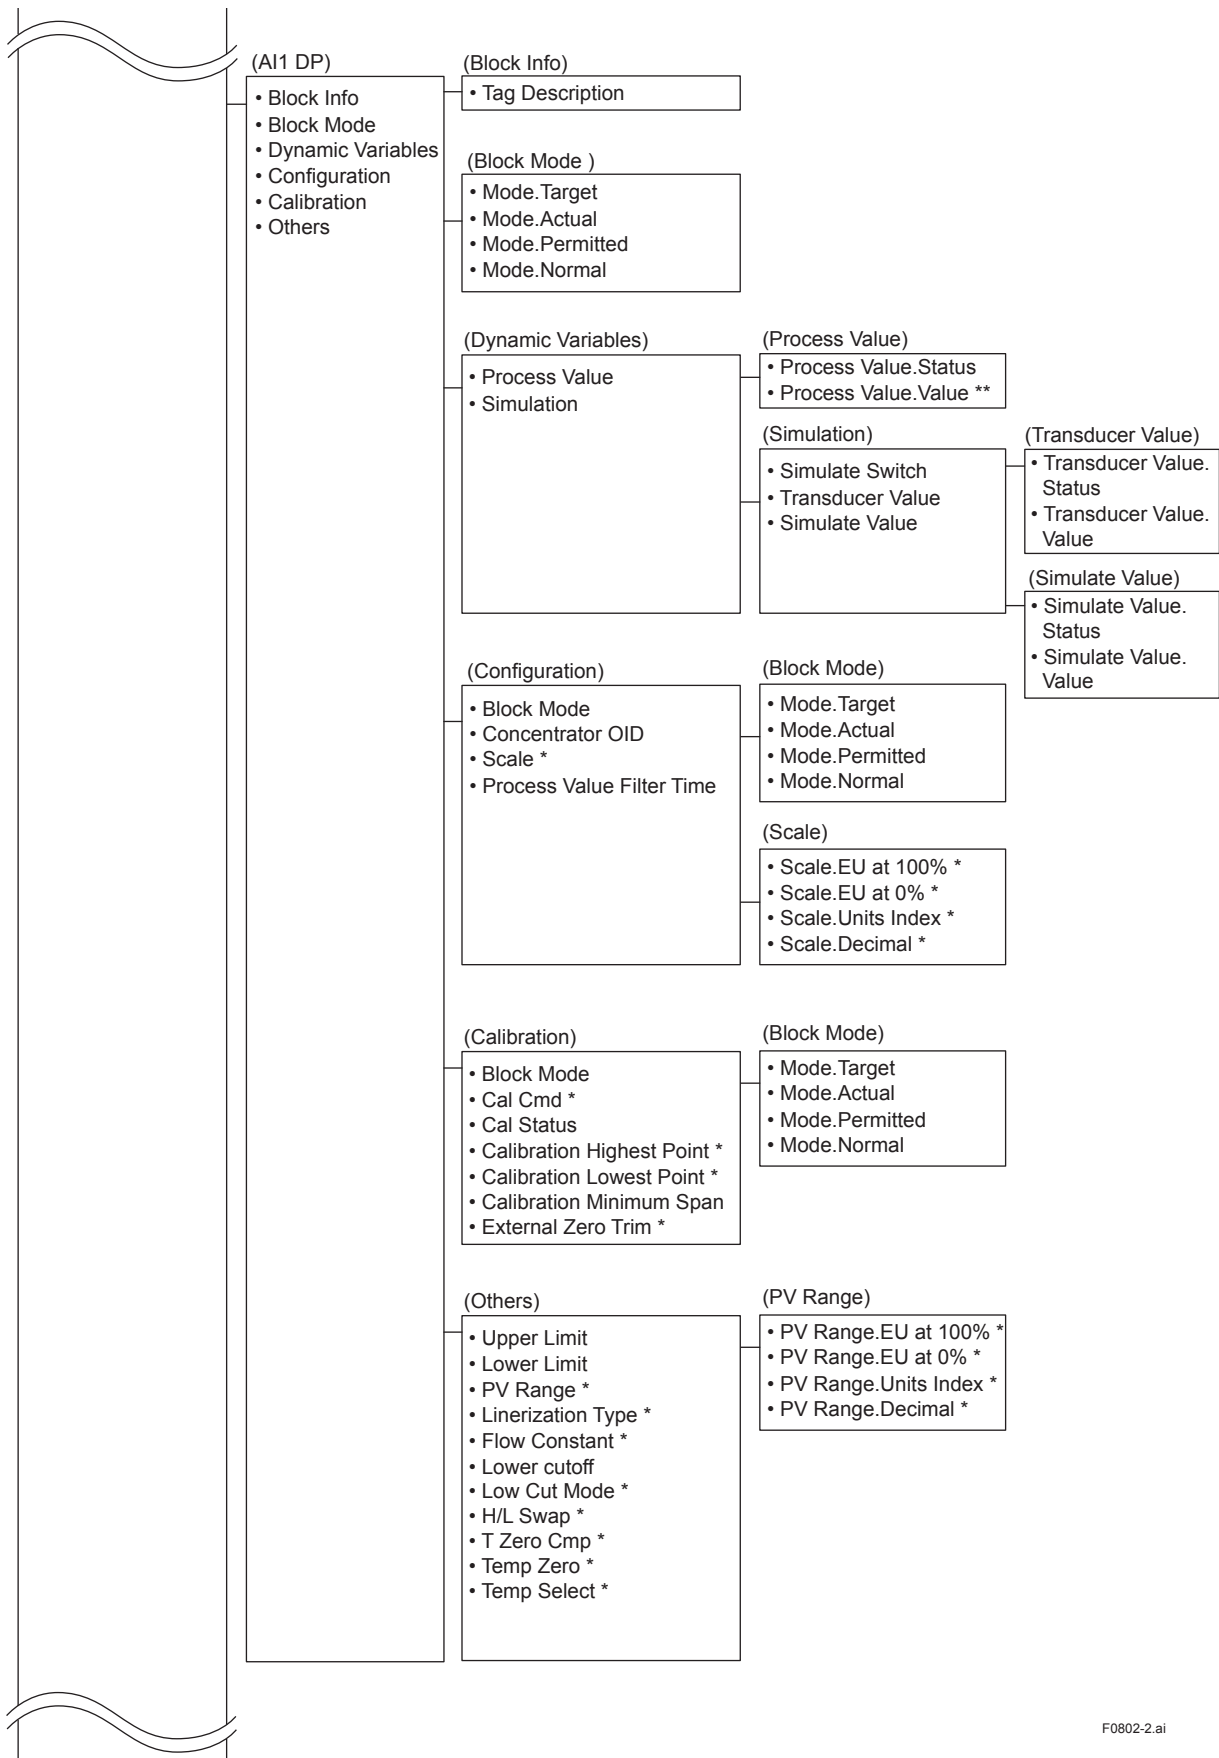 (AI1 DP)
• Block Info
• Block Mode
• Dynamic Variables
• Configuration
• Calibration
• Others
(Block Info)
• Tag Description
(Block Mode )
• Mode.Target
• Mode.Actual
• Mode.Permitted
• Mode.Normal
(Dynamic Variables)
• Process Value
• Simulation
(Process Value)
• Process Value.Status
• Process Value.Value **
(Simulation)
• Simulate Switch
• Transducer Value
• Simulate Value
(Transducer Value)
• Transducer Value.
Status
• Transducer Value.
Value
(Simulate Value)
• Simulate Value.
Status
• Simulate Value.
Value
(Configuration)
• Block Mode
• Concentrator OID
• Scale *
• Process Value Filter Time
(Block Mode)
• Mode.Target
• Mode.Actual
• Mode.Permitted
• Mode.Normal
(Scale)
• Scale.EU at 100% *
• Scale.EU at 0% *
• Scale.Units Index *
• Scale.Decimal *
(Calibration)
• Block Mode
• Cal Cmd *
• Cal Status
• Calibration Highest Point *
• Calibration Lowest Point *
• Calibration Minimum Span
• External Zero Trim *
(Block Mode)
• Mode.Target
• Mode.Actual
• Mode.Permitted
• Mode.Normal
(Others)
• Upper Limit
• Lower Limit
• PV Range *
• Linerization Type *
• Flow Constant *
• Lower cutoff
• Low Cut Mode *
• H/L Swap *
• T Zero Cmp *
• Temp Zero *
• Temp Select *
(PV Range)
• PV Range.EU at 100% *
• PV Range.EU at 0% *
• PV Range.Units Index *
• PV Range.Decimal *
F0802-2.ai